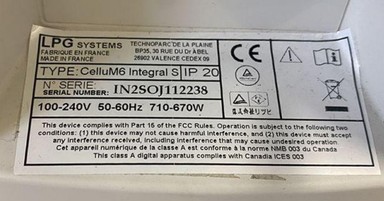 LPG SYSTEMS
FABRIQUE EN FRANCE
MADE IN FRANCE
TECHNOPARC DE LA PLAINE
BP35, 30 RUE DU Dr ABEL
26902 VALENCE CEDEX 09
TYPE: CelluM6 Integral S IP 20
N° SERIE:
SERIAL NUMBER: 1N2SOJ112238
100-240V 50-60Hz 710-670W
CE
This device complies with Part 15 of the FCC Rules. Operation is subject to the following two
conditions: (1) this device may not cause harmful interference, and (2) this device must accept
any interference received, including interference that may cause undesired operation.
Cet appareil numérique de la classe A est conforme à la norme NMB 003 du Canada
This class A digital apparatus complies with Canada ICES 003